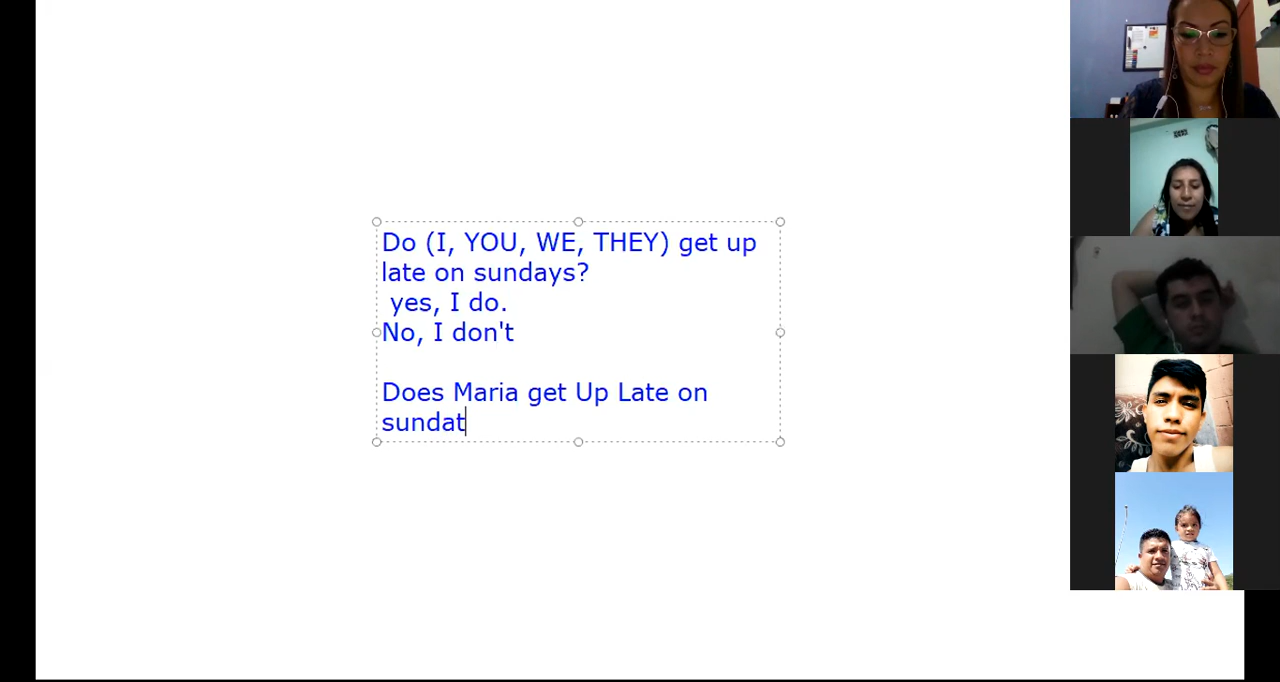 Do (I, YOU, WE, THEY) get up
late on sundays?
yes, I do.
No, I don't
Does Maria get Up Late on
sundat